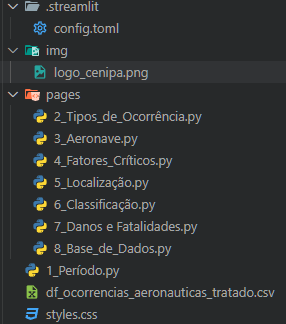 .streamlit
config.toml
img
logo_cenipa.png
pages
2_Tipos_de_Ocorrência.py
3_Aeronave.py
4_Fatores_Críticos.py
5_Localização.py
6_Classificação.py
7_Danos e Fatalidades.py
8_Base_de_Dados.py
1_Período.py
df_ocorrencias_aeronauticas_tratado.csv
styles.css